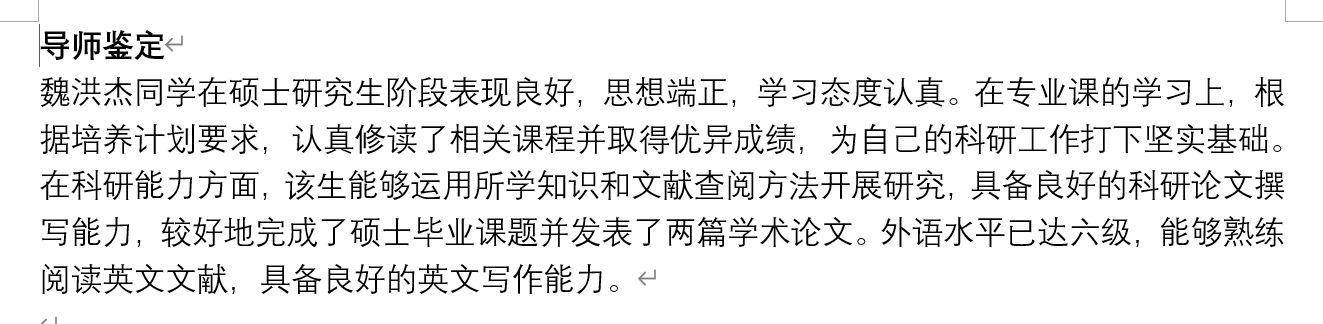 导师鉴定
魏洪杰同学在硕士研究生阶段表现良好，思想端正，学习态度认真。在专业课的学习上，根
据培养计划要求，认真修读了相关课程并取得优异成绩，为自己的科研工作打下坚实基础。
在科研能力方面，该生能够运用所学知识和文献查阅方法开展研究，具备良好的科研论文撰
写能力，较好地完成了硕士毕业课题并发表了两篇学术论文。外语水平已达六级，能够熟练
阅读英文文献，具备良好的英文写作能力。